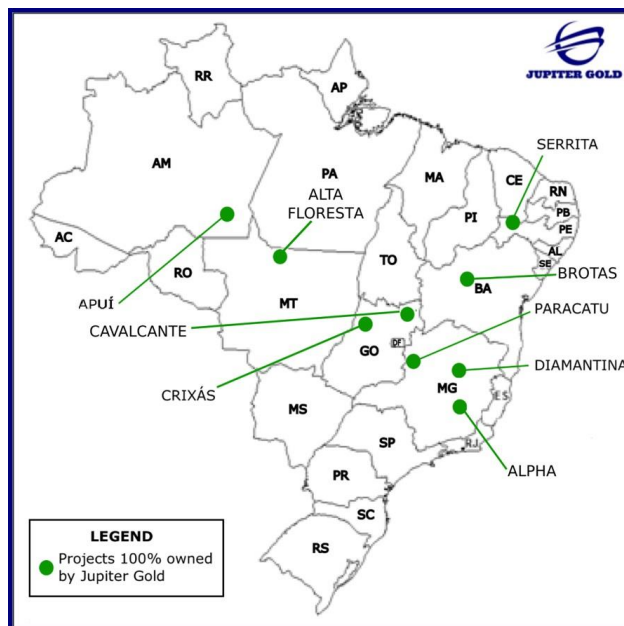 JUPITER GOLD
RR
AP
SERRITA
AM
PA
MA
CE
RN
ALTA
FLORESTA
PI
PB
PE
AC
AL
SE
RO
TO
BROTAS
APUÍ
MT
BA
PARACATU
CAVALCANTE
DF
GO
DIAMANTINA
CRIXÁS
MG
ES
MS
SP
RJ
ALPHA
PR
SC
RS
LEGEND
Projects 100% owned
by Jupiter Gold